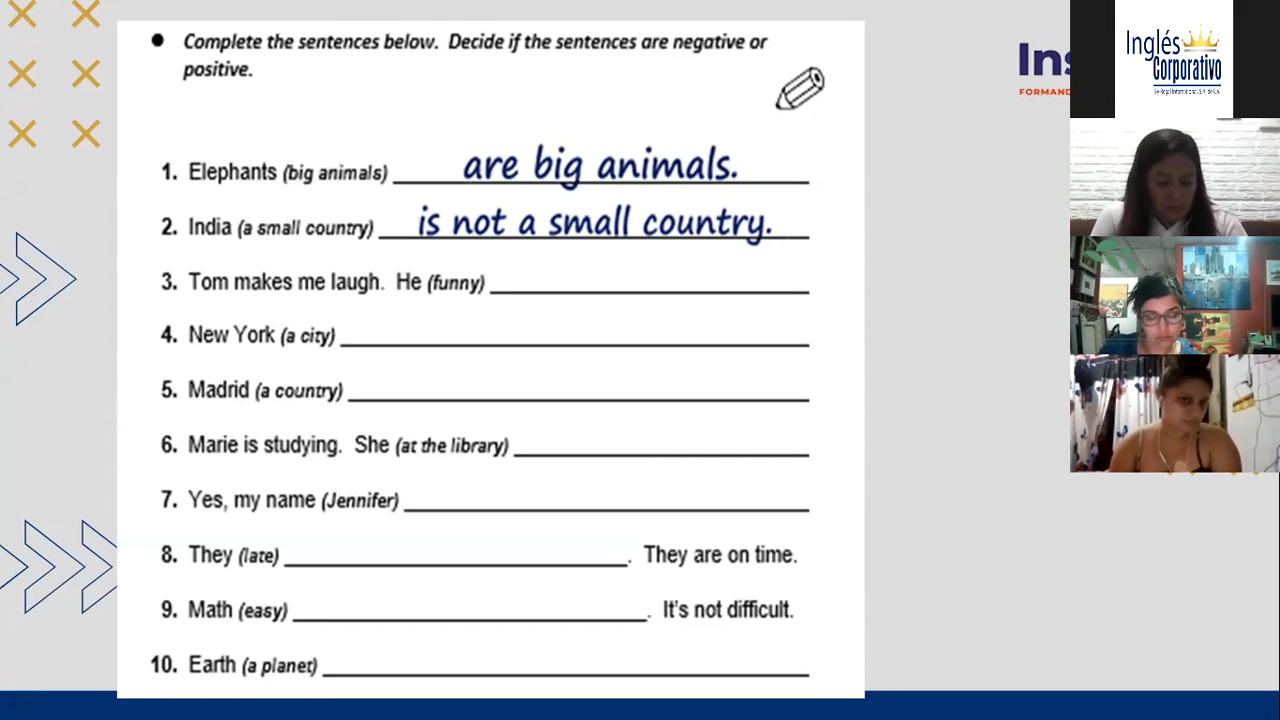 Complete the sentences below. Decide if the sentences are negative or
positive.
1. Elephants (big animals) are big animals.
2. India (a small country) is not a small country.
3. Tom makes me laugh. He (funny)
4. New York (a city)
5. Madrid (a country)
6. Marie is studying. She (at the library)
7. Yes, my name (Jennifer)
8. They (late) . They are on time.
9. Math (easy) . It's not difficult.
10. Earth (a planet)
Ins
FORMAND
Inglés
Corporativo